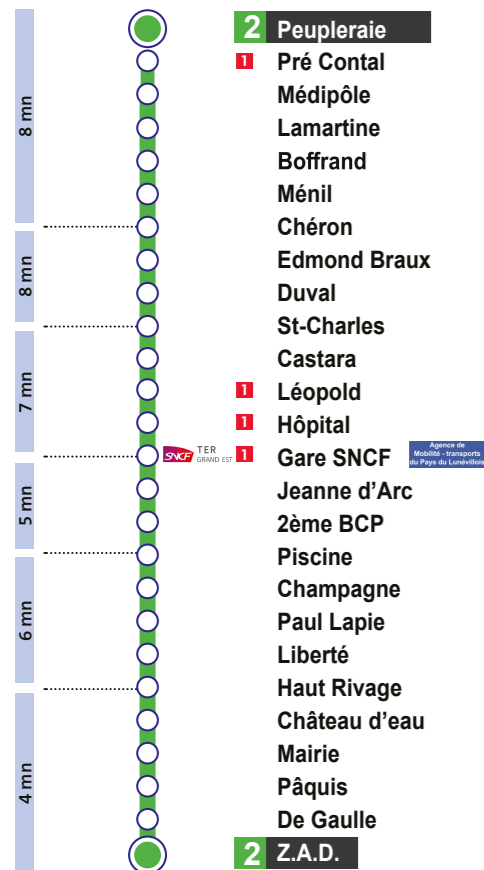 2 Peupleraie
1 Pré Contal
Médipôle
Lamartine
Boffrand
Ménil
8 mn
Chéron
Edmond Braux
Duval
8 mn
St-Charles
Castara
1 Léopold
1 Hôpital
7 mn
SNCF TER GRAND EST 1 Gare SNCF
Agence de
Mobilité - transports
du Pays du Lunévillois
Jeanne d’Arc
2ème BCP
5 mn
Piscine
Champagne
Paul Lapie
Liberté
6 mn
Haut Rivage
Château d’eau
Mairie
Pâquis
De Gaulle
4 mn
2 Z.A.D.